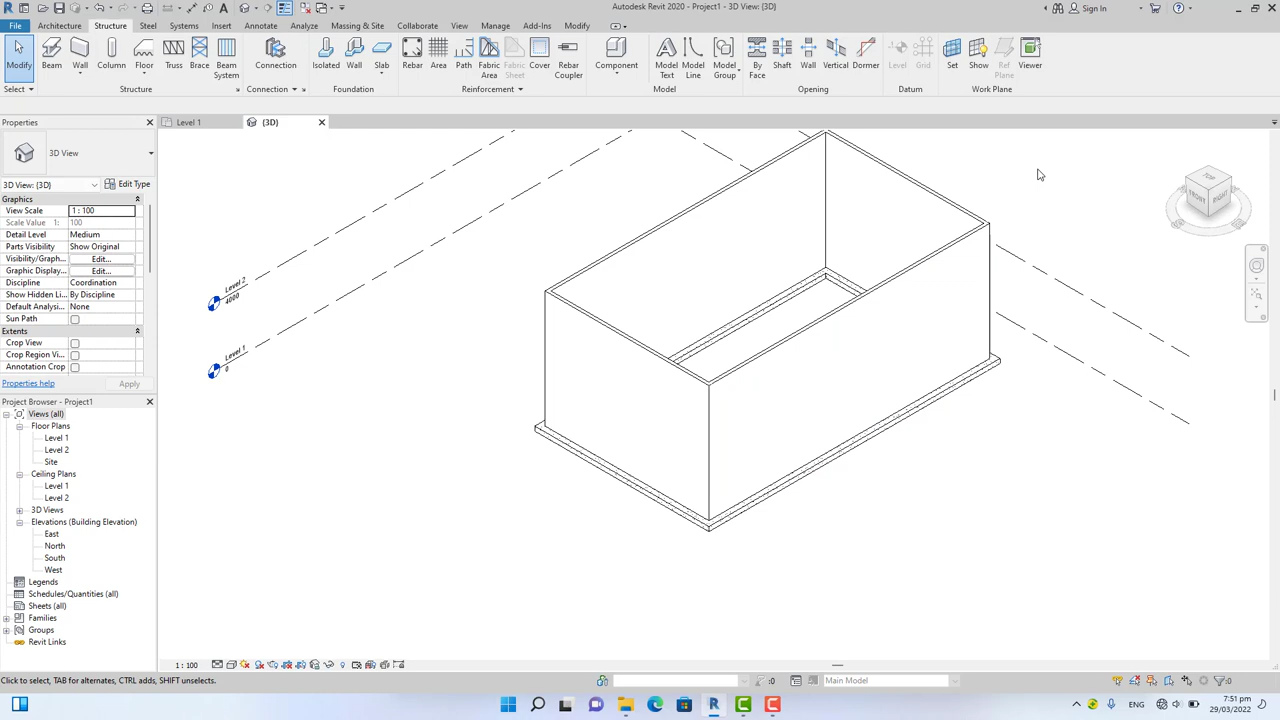 Autodesk Revit 2020 - Project1 - 3D View: {3D}
Sign In
File Architecture Structure Steel Systems Insert Annotate Analyze Massing & Site Collaborate View Manage Add-Ins Modify
Modify Beam Wall Column Floor Truss Brace Beam System Connection Isolated Wall Slab Rebar Area Path Fabric Area Fabric Sheet Cover Rebar Coupler Component Model Text Model Line Model Group By Face Shaft Wall Vertical Dormer Level Grid Set Show Ref Plane Viewer
Select Structure Connection Foundation Reinforcement Model Opening Datum Work Plane
Properties
Level 1
{3D}
3D View
3D View: {3D}
Edit Type
Graphics
View Scale 1 : 100
Scale Value 1: 100
Detail Level Medium
Parts Visibility Show Original
Visibility/Graph... Edit...
Graphic Display... Edit...
Discipline Coordination
Show Hidden Li... By Discipline
Default Analysi... None
Sun Path
Extents
Crop View
Crop Region Vi...
Annotation Crop
Properties help
Apply
Project Browser - Project1
Views (all)
Floor Plans
Level 1
Level 2
Site
Ceiling Plans
Level 1
Level 2
3D Views
Elevations (Building Elevation)
East
North
South
West
Legends
Schedules/Quantities (all)
Sheets (all)
Families
Groups
Revit Links
Level 2
4000
Level 1
0
TOP
FRONT
RIGHT
1 : 100
Click to select, TAB for alternates, CTRL adds, SHIFT unselects.
:0
Main Model
:0
ENG
7:51 pm
29/03/2022